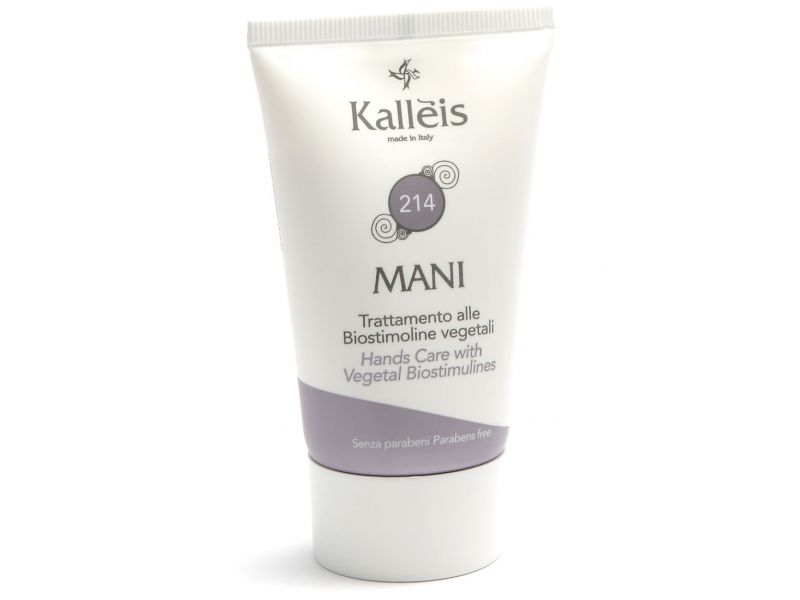 Kallèis
made in Italy
214
MANI
Trattamento alle
Biostimoline vegetali
Hands Care with
Vegetal Biostimulines
Senza parabeni Parabens free